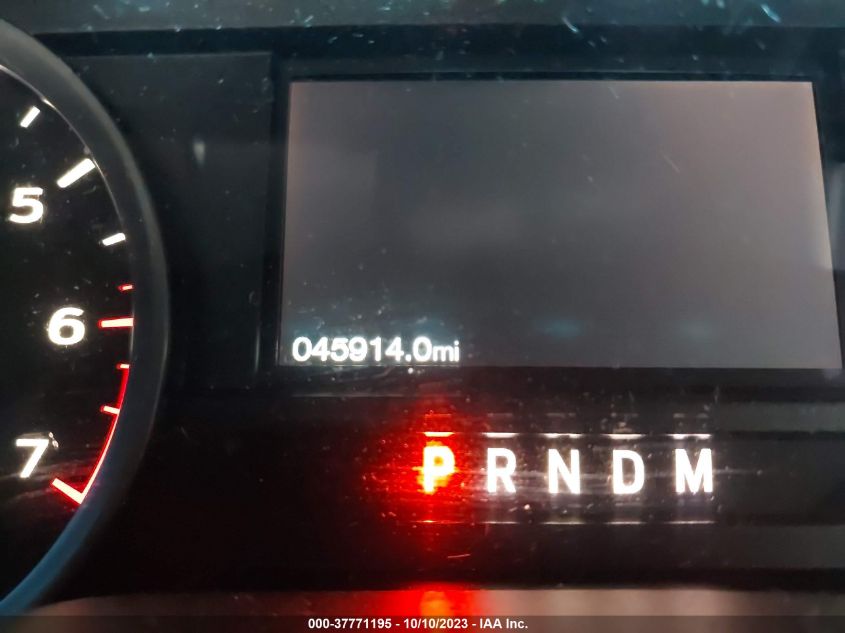 5
6
7
045914.0mi
P R N D M
000-37771195 - 10/10/2023 - IAA Inc.